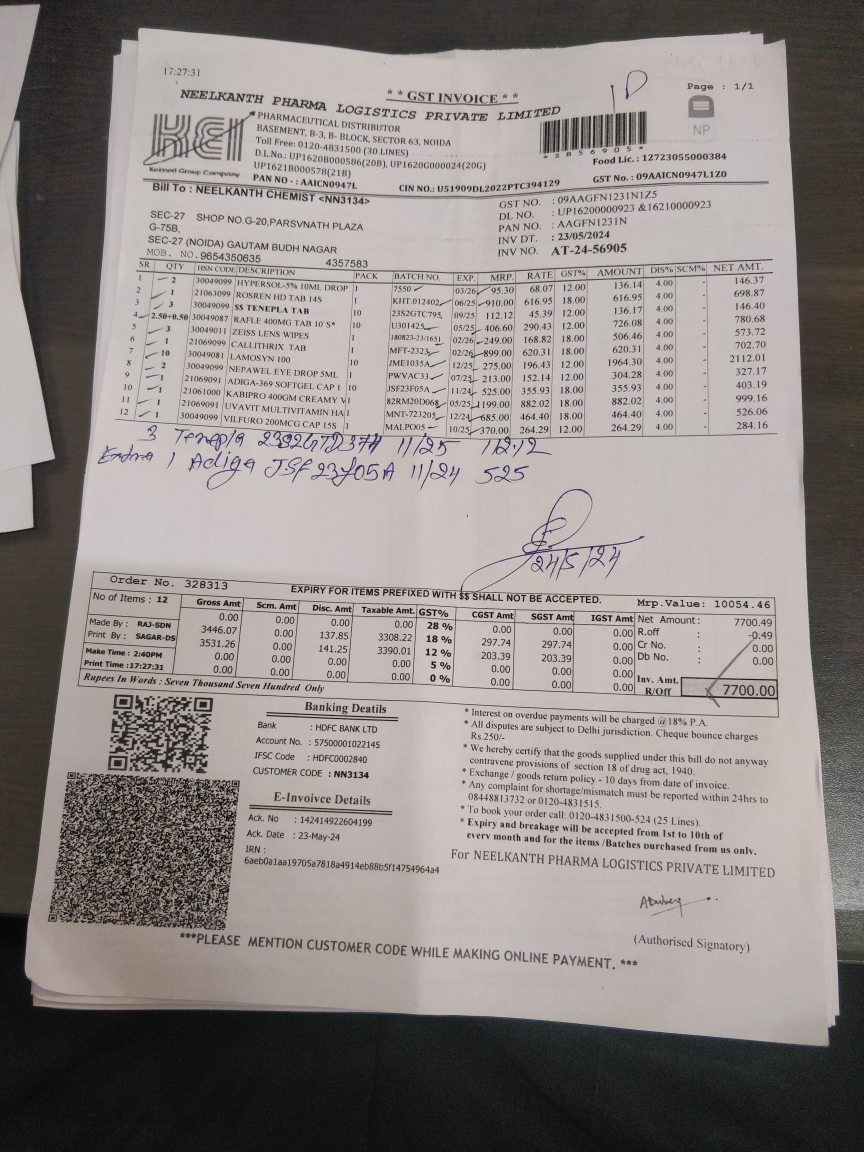 17:27:31
* * GST INVOICE * *
1D
Page : 1/1
NEELKANTH PHARMA LOGISTICS PRIVATE LIMITED
NP
KEI
Keimed Group Company
PHARMACEUTICAL DISTRIBUTOR
BASEMENT, B-3, B- BLOCK, SECTOR 63, NOIDA
Toll Free: 0120-4831500 (30 LINES)
D.L.No.: UP1620B000586(20B), UP1620G000024(20G)
UP1621B000578(21B)
PAN NO - : AAICN0947L
CIN NO.: U51909DL2022PTC394129
*SB56905*
Food Lic. : 12723055000384
GST No. : 09AAICN0947L1Z0
Bill To : NEELKANTH CHEMIST <NN3134>
SEC-27 SHOP NO.G-20,PARSVNATH PLAZA
G-75B,
SEC-27 (NOIDA) GAUTAM BUDH NAGAR
MOB. NO. 9654350635 4357583
GST NO. : 09AAGFN1231N1Z5
DL NO. : UP16200000923 &16210000923
PAN NO. : AAGFN1231N
INV DT. : 23/05/2024
INV NO. AT-24-56905
SR QTY HSN CODE DESCRIPTION PACK BATCH NO. EXP. MRP. RATE GST% AMOUNT DIS% SCM% NET AMT.
1 2 30049099 HYPERSOL-5% 10ML DROP 1 7550 03/26 95.30 68.07 12.00 136.14 4.00 - 146.37
2 1 21063099 ROSREN HD TAB 14S 1 KHT.012402 06/25 910.00 616.95 18.00 616.95 4.00 - 698.87
3 3 30049099 $$ TENEPLA TAB 10 23S2GTC795 09/25 112.12 45.39 12.00 136.17 4.00 - 146.40
4 2.50+0.50 30049087 RAFLE 400MG TAB 10`S* 10 U301425 05/25 406.60 290.43 12.00 726.08 4.00 - 780.68
5 3 30049011 ZEISS LENS WIPES 1 180823-23/1651 02/26 249.00 168.82 18.00 506.46 4.00 - 573.72
6 1 21069099 CALLITHRIX TAB 1 MFT-2323 02/26 899.00 620.31 18.00 620.31 4.00 - 702.70
7 10 30049081 LAMOSYN 100 10 JME1035A 12/25 275.00 196.43 12.00 1964.30 4.00 - 2112.01
8 2 30049099 NEPAWEL EYE DROP 5ML 1 PWVAC33 07/25 213.00 152.14 12.00 304.28 4.00 - 327.17
9 1 21069091 ADIGA-369 SOFTGEL CAP 1 10 JSF23F05A 11/24 525.00 355.93 18.00 355.93 4.00 - 403.19
10 1 21061000 KABIPRO 400GM CREAMY V 1 82RM20D068 05/25 1199.00 882.02 18.00 882.02 4.00 - 999.16
11 1 21069091 UVAVIT MULTIVITAMIN HA 1 MNT-723205 12/24 685.00 464.40 18.00 464.40 4.00 - 526.06
12 1 30049099 VILFURO 200MCG CAP 15S 1 MALPO05 10/25 370.00 264.29 12.00 264.29 4.00 - 284.16
3 Tenepla 23S2GTD374 11/25 112.12
Extra 1 Adiga JSF23F05A 11/24 525
24/5/24
Order No. 328313
EXPIRY FOR ITEMS PREFIXED WITH $$ SHALL NOT BE ACCEPTED.
Mrp.Value: 10054.46
No of Items : 12
Made By : RAJ-SDN
Print By : SAGAR-DS
Make Time : 2:40PM
Print Time :17:27:31
Gross Amt Scm. Amt Disc. Amt Taxable. Amt GST% CGST Amt SGST Amt IGST Amt
0.00 0.00 0.00 0.00 28 % 0.00 0.00 0.00
3446.07 0.00 137.85 3308.22 18 % 297.74 297.74 0.00
3531.26 0.00 141.25 3390.01 12 % 203.39 203.39 0.00
0.00 0.00 0.00 0.00 5 % 0.00 0.00 0.00
0.00 0.00 0.00 0.00 0 % 0.00 0.00 0.00
Net Amount : 7700.49
R.off : -0.49
Cr No. : 0.00
Db No. : 0.00
Inv. Amt. R/Off 7700.00
Rupees In Words : Seven Thousand Seven Hundred Only
Banking Deatils
Bank : HDFC BANK LTD
Account No. : 57500001022145
IFSC Code : HDFC0002840
CUSTOMER CODE : NN3134
E-Invoivce Details
Ack. No : 142414922604199
Ack. Date : 23-May-24
IRN :
6aeb0a1aa19705a7818a4914eb88b5f14754964a4
* Interest on overdue payments will be charged @18% P.A.
* All disputes are subject to Delhi jurisdiction. Cheque bounce charges
Rs.250/-
* We hereby certify that the goods supplied under this bill do not anyway
contravene provisions of section 18 of drug act, 1940.
* Exchange / goods return policy - 10 days from date of invoice.
* Any complaint for shortage/mismatch must be reported within 24hrs to
08448813732 or 0120-4831515.
* To book your order call: 0120-4831500-524 (25 Lines).
* Expiry and breakage will be accepted from 1st to 10th of
every month and for the items /Batches purchased from us only.
For NEELKANTH PHARMA LOGISTICS PRIVATE LIMITED
(Authorised Signatory)
***PLEASE MENTION CUSTOMER CODE WHILE MAKING ONLINE PAYMENT. ***